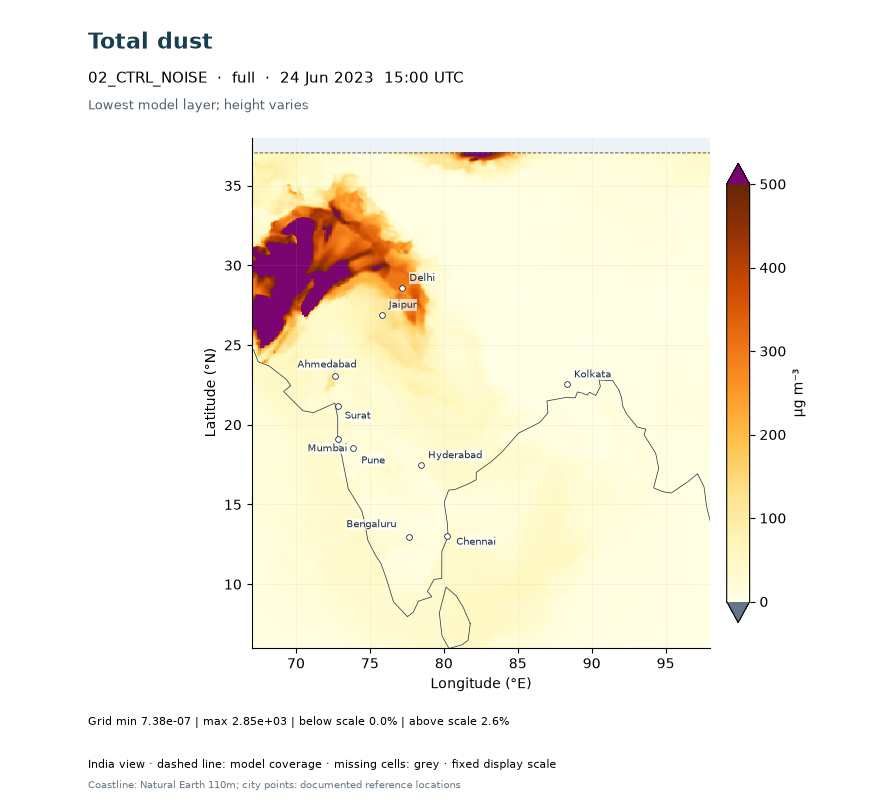 Total dust
02_CTRL_NOISE · full · 24 Jun 2023 15:00 UTC
Lowest model layer; height varies
35
30
25
20
15
10
Latitude (°N)
Delhi
Jaipur
Ahmedabad
Kolkata
Surat
Mumbai
Pune
Hyderabad
Bengaluru
Chennai
70
75
80
85
90
95
Longitude (°E)
500
400
300
200
100
0
µg m⁻³
Grid min 7.38e-07 | max 2.85e+03 | below scale 0.0% | above scale 2.6%
India view · dashed line: model coverage · missing cells: grey · fixed display scale
Coastline: Natural Earth 110m; city points: documented reference locations